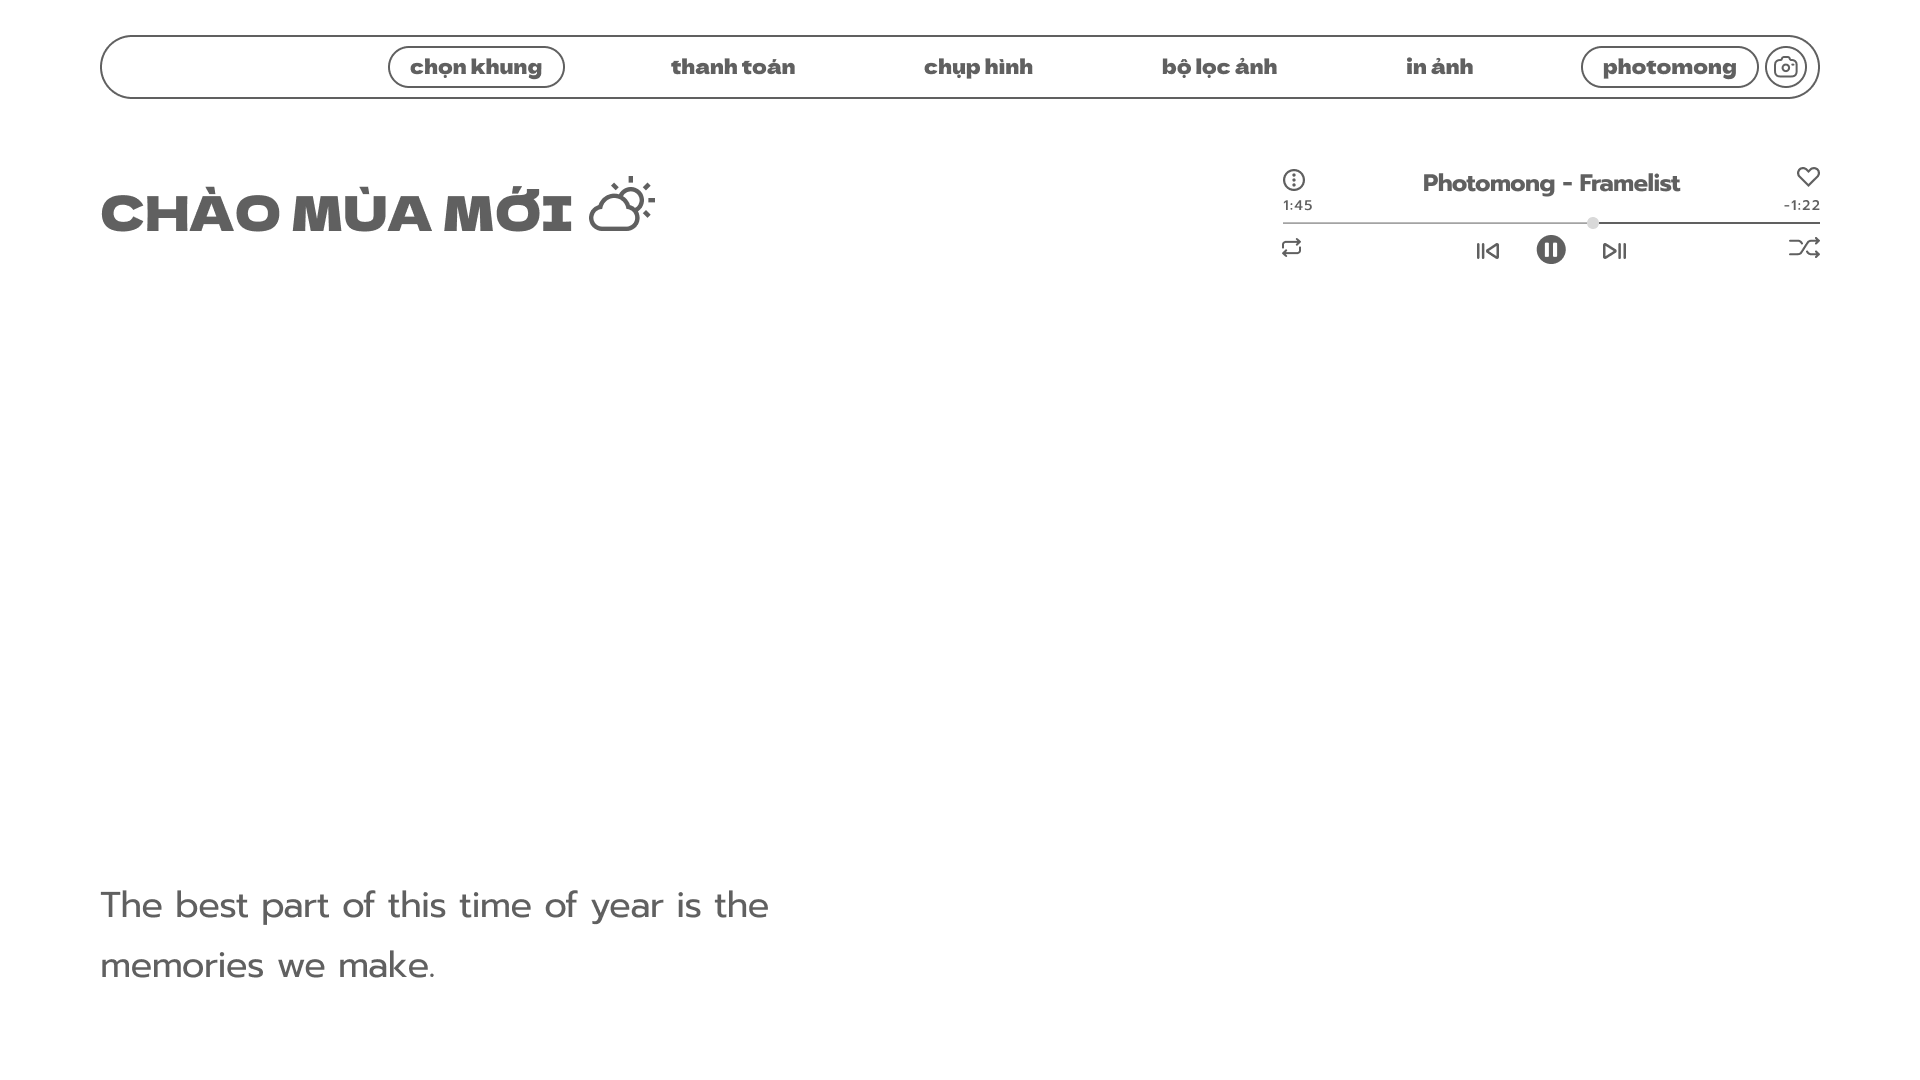 chọn khung thanh toán chụp hình bộ lọc ảnh in ảnh photomong
CHÀO MÙA MỚI
Photomong - Framelist
1:45 -1:22
The best part of this time of year is the
memories we make.